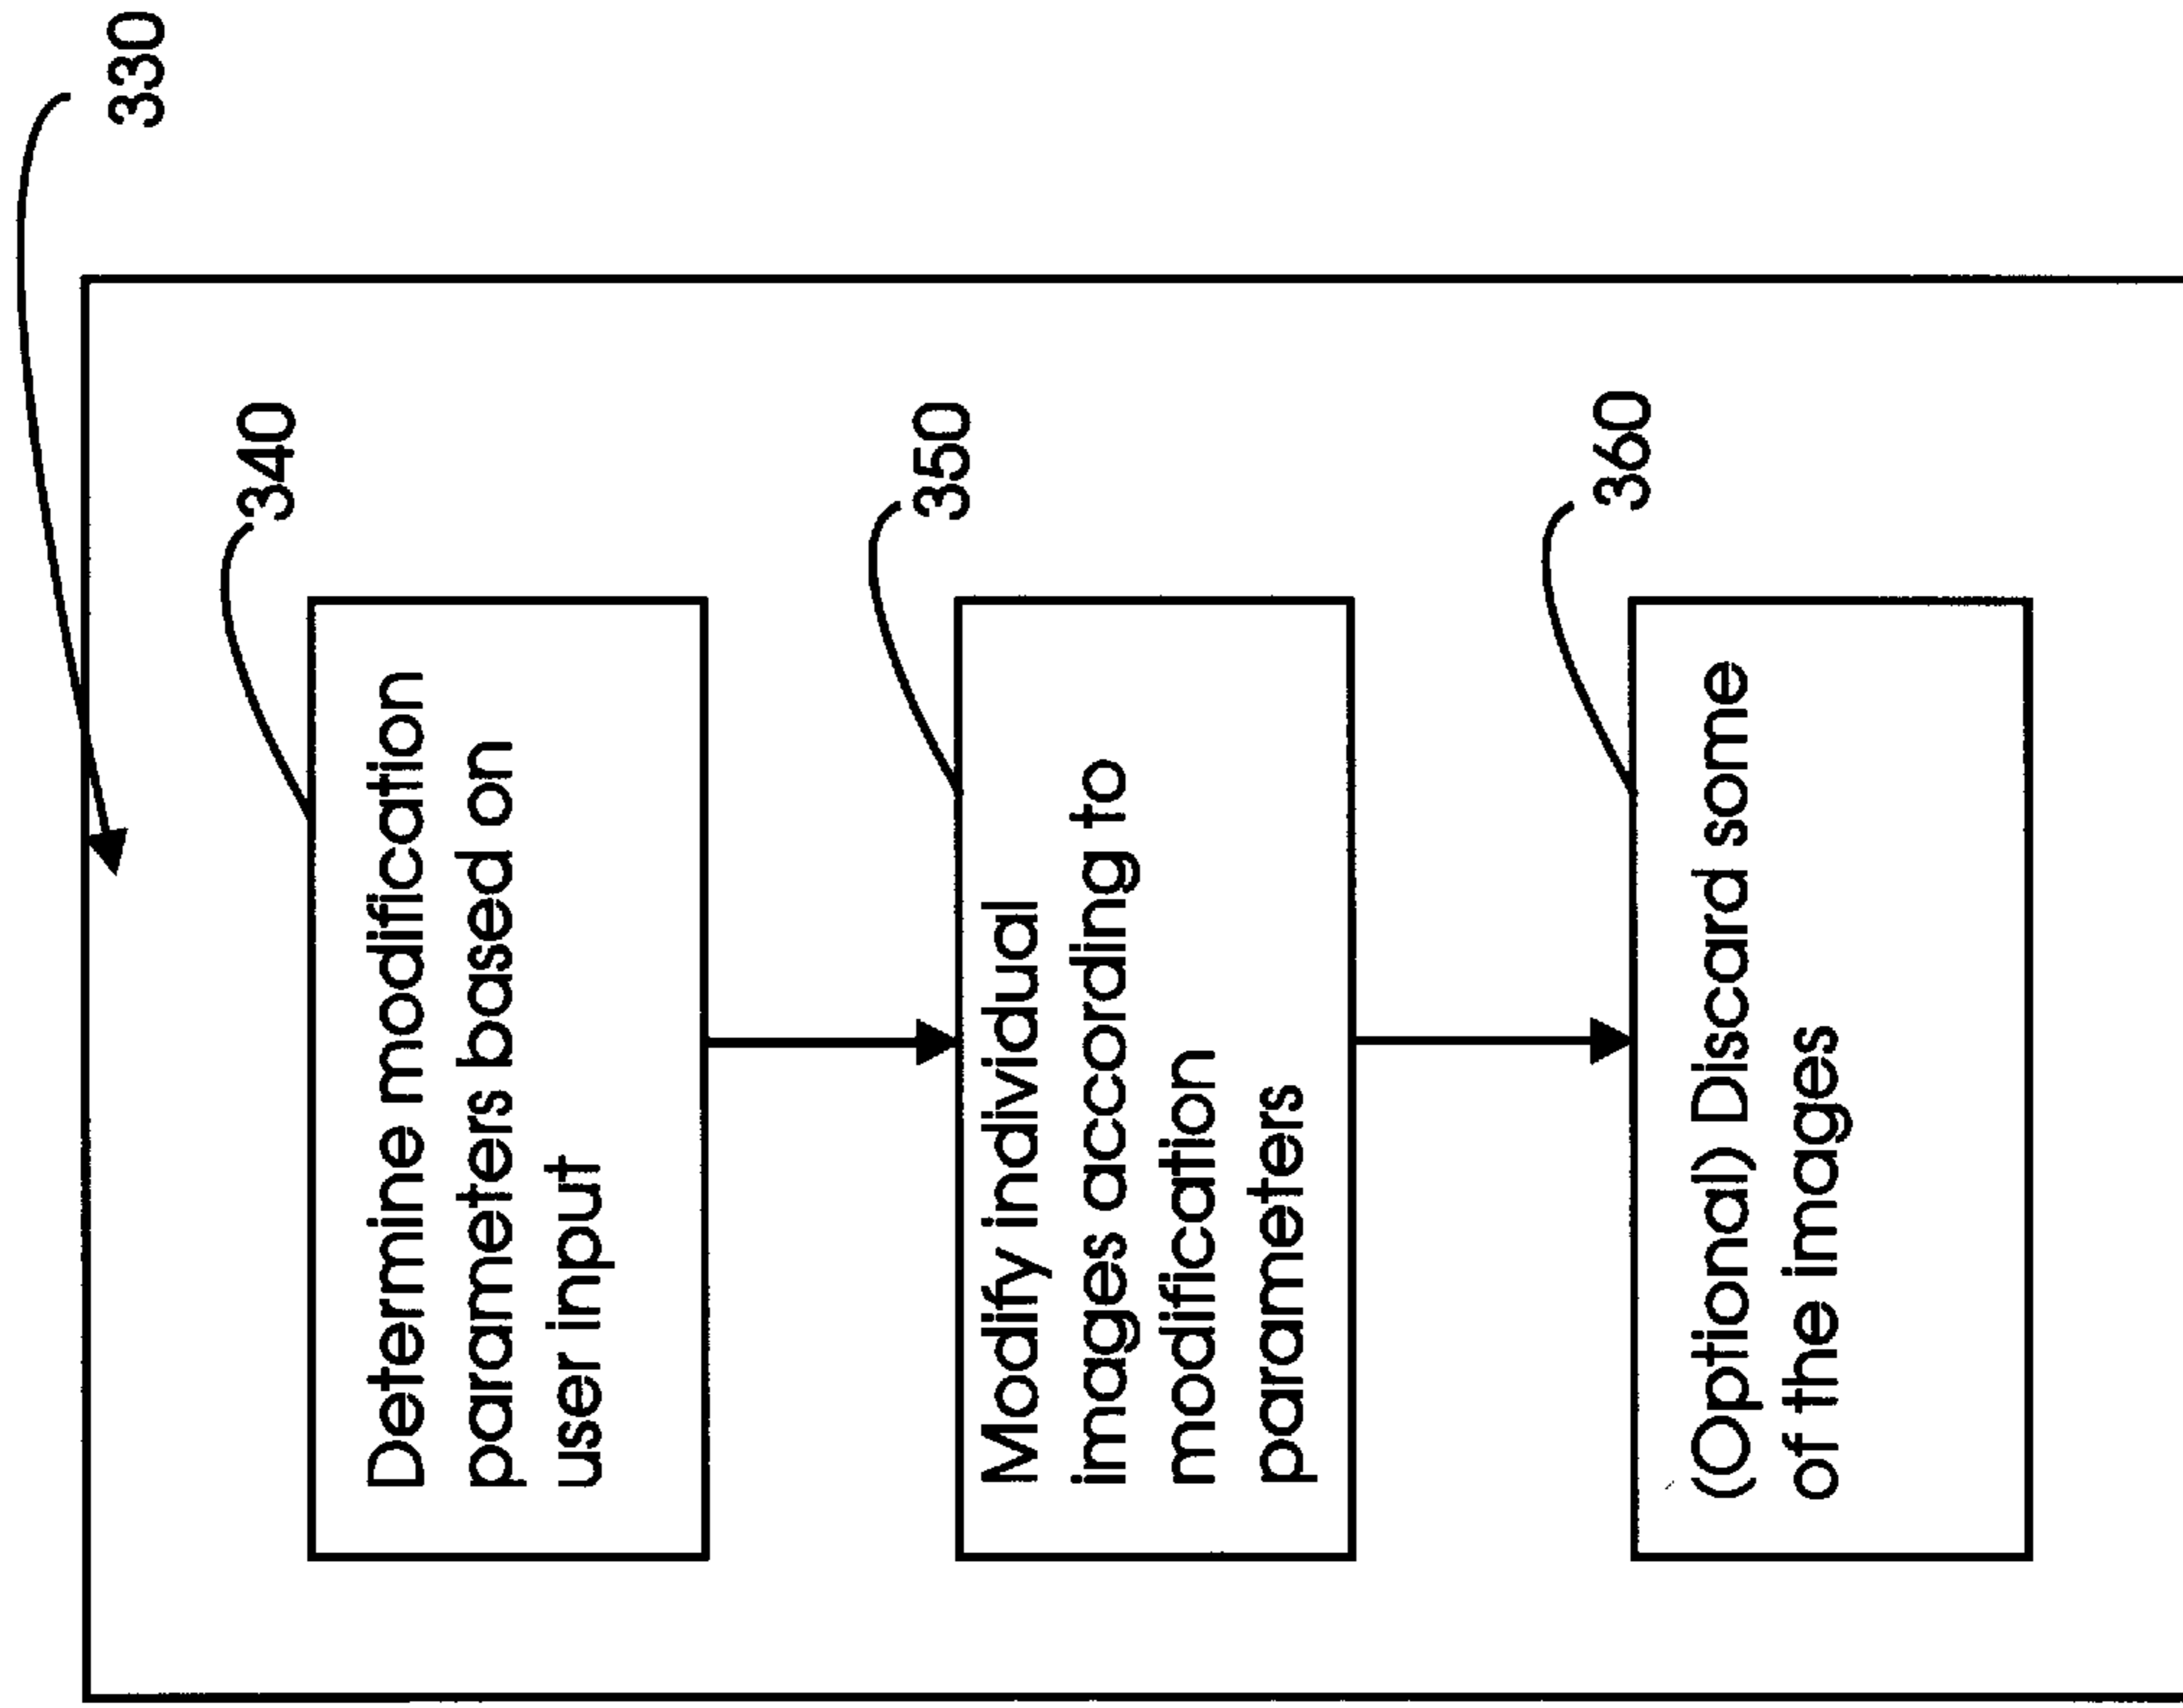 330
340
Determine modification
parameters based on
user input
350
Modify individual
images according to
modification
parameters
360
(Optional) Discard some
of the images